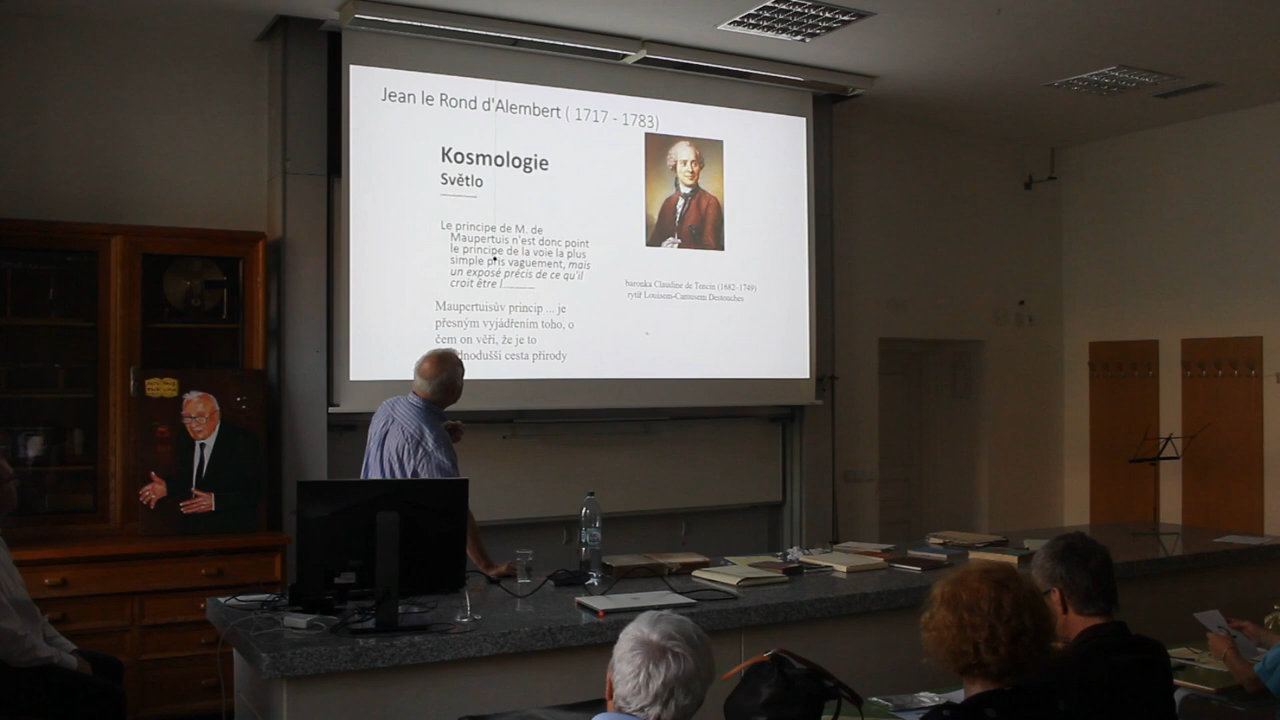 Jean le Rond d'Alembert ( 1717 - 1783)
Kosmologie
Světlo
Le principe de M. de
Maupertuis n'est donc point
le principe de la voie la plus
simple pris vaguement, mais
un exposé précis de ce qu'il
croit être l
baronka Claudine de Tencin (1682–1749)
rytíř Louisem-Camusem Destouches
Maupertuisův princip ... je
přesným vyjádřením toho, o
čem on věří, že je to
cesta přírody